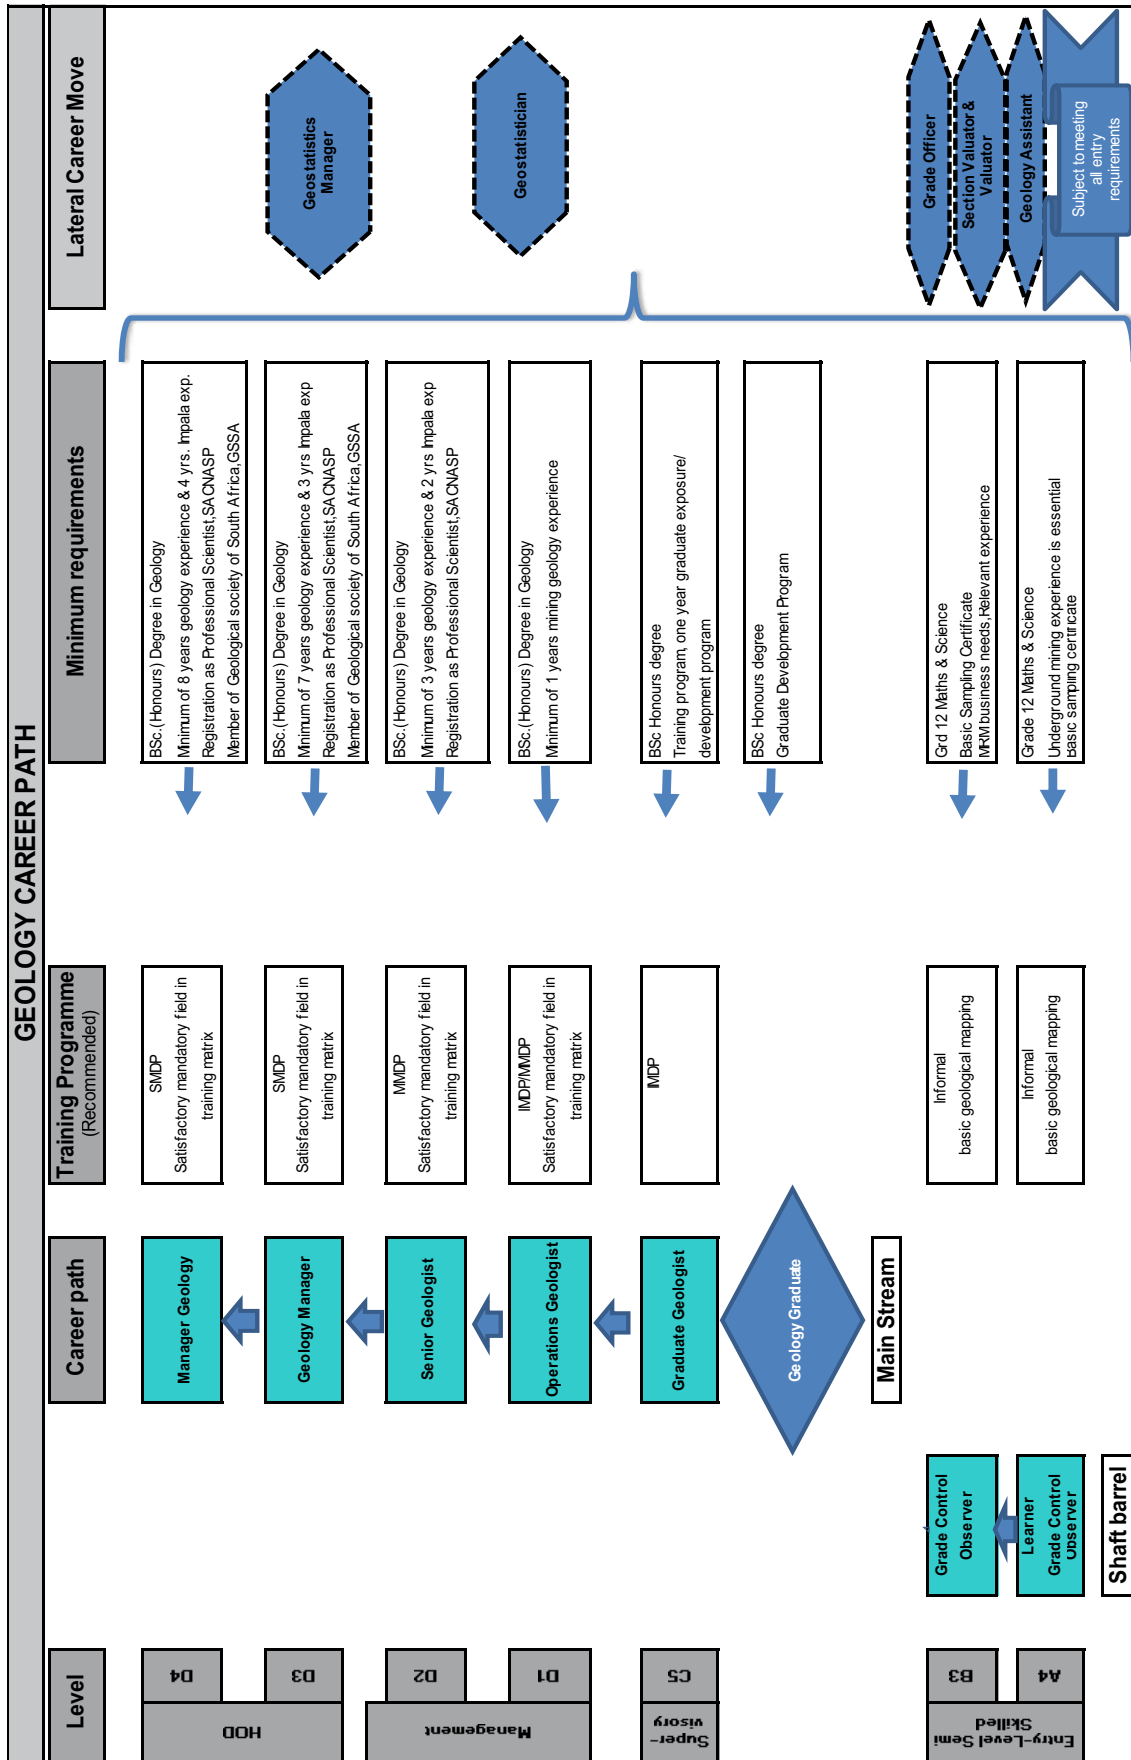 GEOLOGY CAREER PATH
Level
Career path
Training Programme
(Recommended)
Minimum requirements
Lateral Career Move
HOD
D4
Manager Geology
SMDP
Satisfactory mandatory field in
training matrix
BSc.(Honours) Degree in Geology
Minimum of 8 years geology experience & 4 yrs. Impala exp.
Registration as Professional Scientist,SACNASP
Member of Geological society of South Africa,GSSA
D3
Geology Manager
SMDP
Satisfactory mandatory field in
training matrix
BSc.(Honours) Degree in Geology
Minimum of 7 years geology experience & 3 yrs Impala exp
Registration as Professional Scientist,SACNASP
Member of Geological society of South Africa,GSSA
Geostatistics
Manager
Management
D2
Senior Geologist
MMDP
Satisfactory mandatory field in
training matrix
BSc.(Honours) Degree in Geology
Minimum of 3 years geology experience & 2 yrs Impala exp
Registration as Professional Scientist,SACNASP
D1
Operations Geologist
IMDP/MMDP
Satisfactory mandatory field in
training matrix
BSc.(Honours) Degree in Geology
Minimum of 1 years mining geology experience
Geostatistician
Super-
visory
C5
Graduate Geologist
IMDP
BSc Honours degree
Training program, one year graduate exposure/
development program
Geology Graduate
BSc Honours degree
Graduate Development Program
Main Stream
Entry-Level Semi
Skilled
B3
Grade Control
Observer
Informal
basic geological mapping
Grd 12 Maths & Science
Basic Sampling Certificate
MRM business needs,Relevant experience
Grade Officer
Section Valuator &
Valuator
A4
Learner
Grade Control
Observer
Informal
basic geological mapping
Grade 12 Maths & Science
Underground mining experience is essential
basic sampling certificate
Geology Assistant
Shaft barrel
Subject to meeting
all entry
requirements